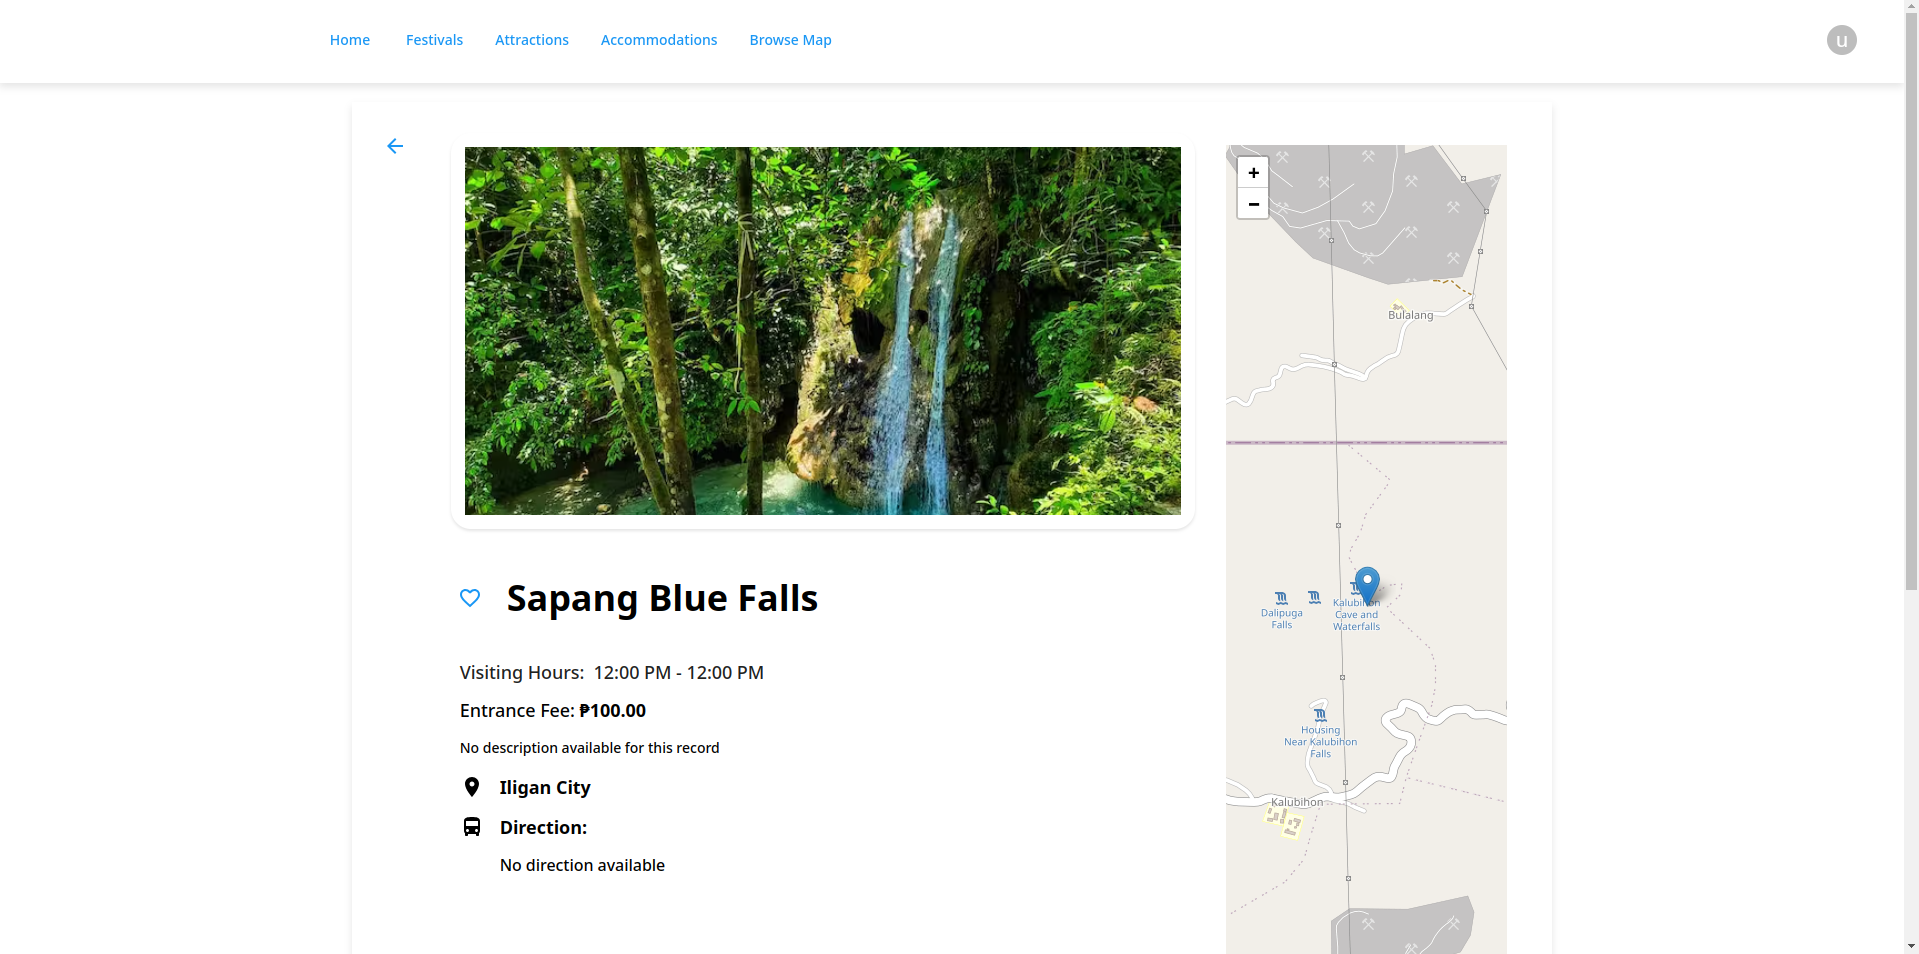 Home Festivals Attractions Accommodations Browse Map
u
+
−
Bulalang
Sapang Blue Falls
Visiting Hours: 12:00 PM - 12:00 PM
Entrance Fee: ₱100.00
No description available for this record
Iligan City
Direction:
No direction available
Dalipuga
Falls
Kalubihon
Cave and
Waterfalls
Housing
Near Kalubihon
Falls
Kalubihon